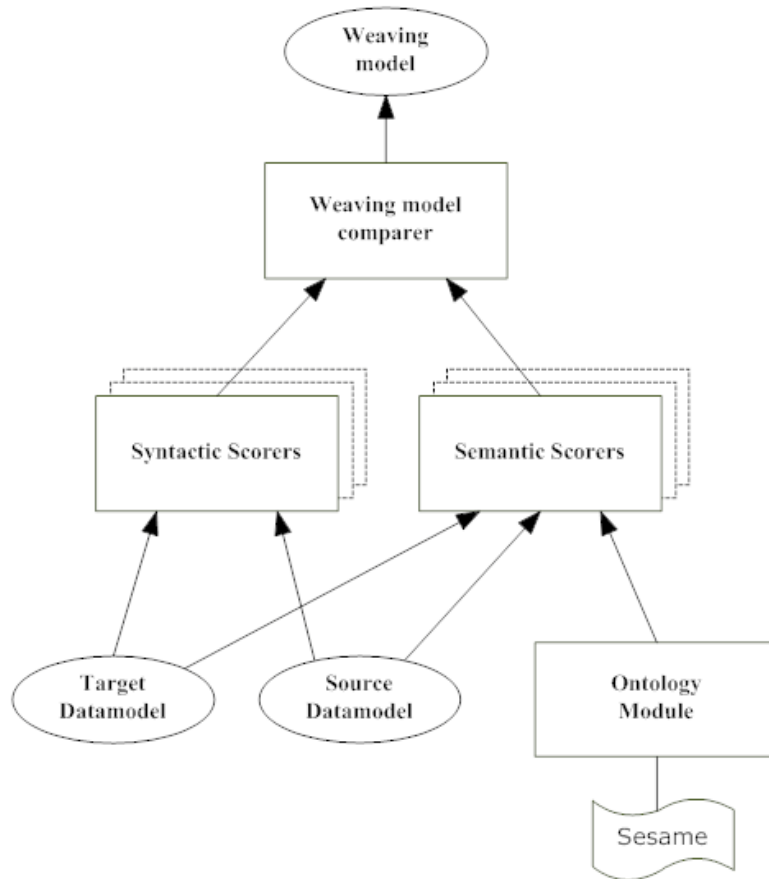 Weaving
model
Weaving model
comparer
Syntactic Scorers
Semantic Scorers
Target
Datamodel
Source
Datamodel
Ontology
Module
Sesame